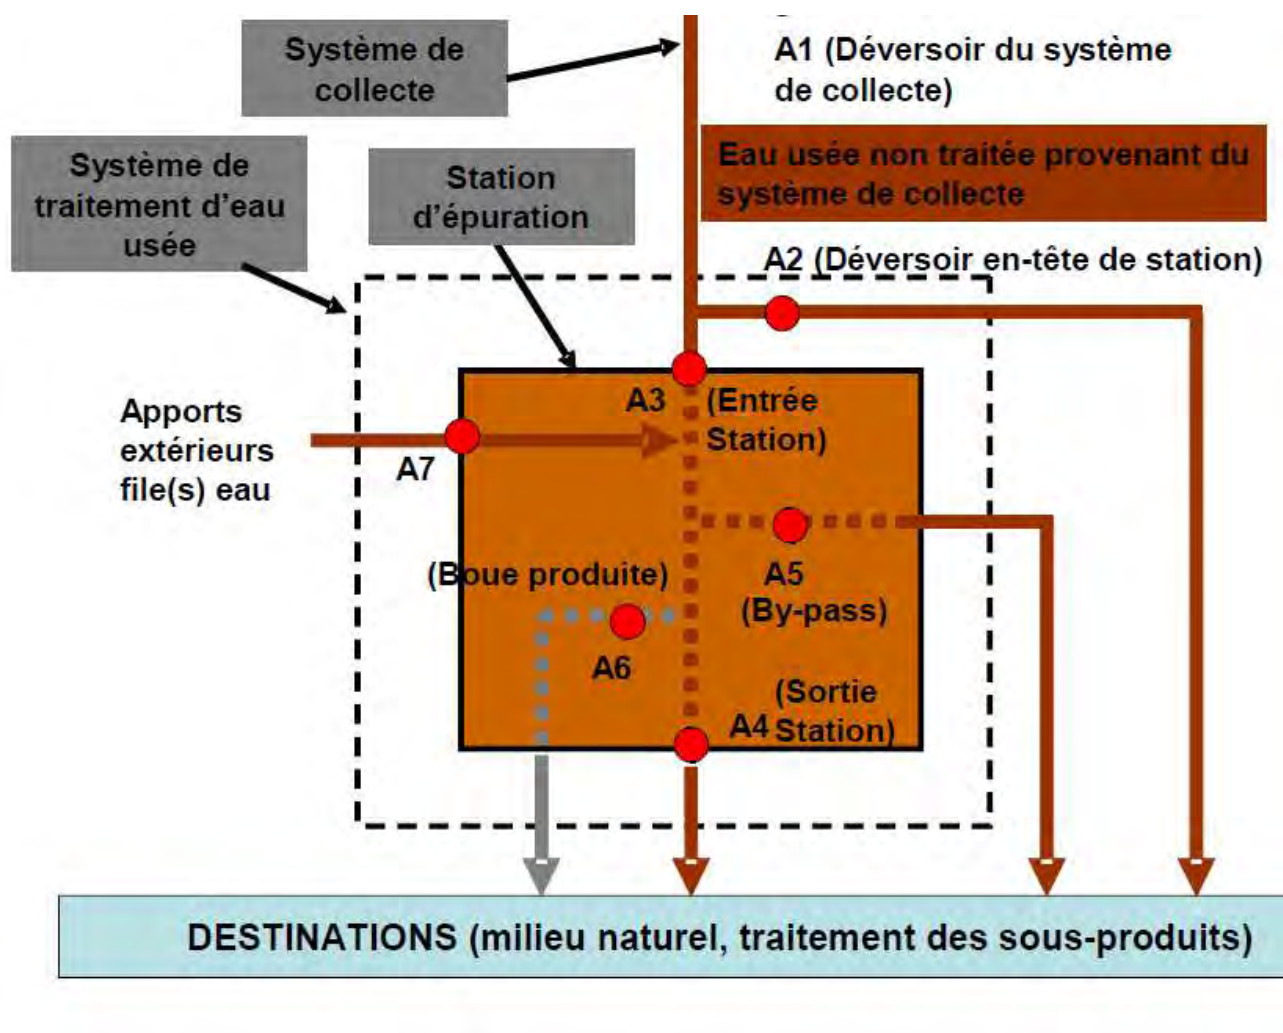 Système de
collecte
A1 (Déversoir du système
de collecte)
Eau usée non traitée provenant du
système de collecte
Système de
traitement d'eau
usée
Station
d'épuration
A2 (Déversoir en-tête de station)
A3 (Entrée
Station)
Apports
extérieurs
file(s) eau
A7
(Boue produite)
A5
(By-pass)
A6
(Sortie
A4 Station)
DESTINATIONS (milieu naturel, traitement des sous-produits)